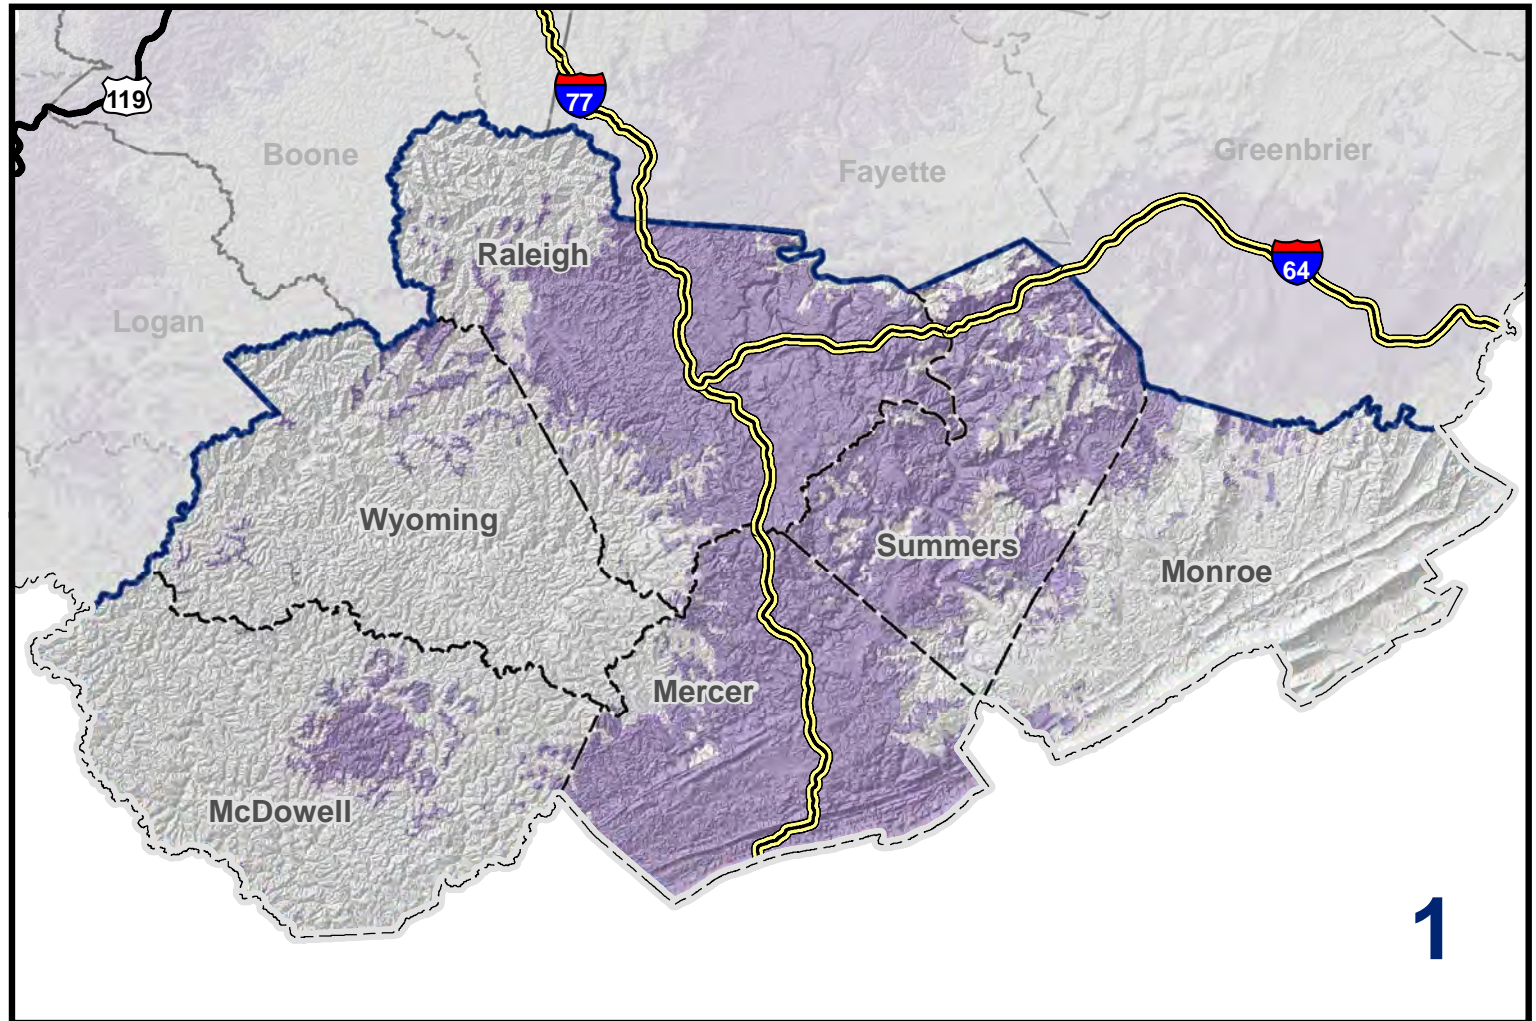 119
77
Boone
Fayette
Greenbrier
Raleigh
64
Logan
Wyoming
Summers
Monroe
Mercer
McDowell
1